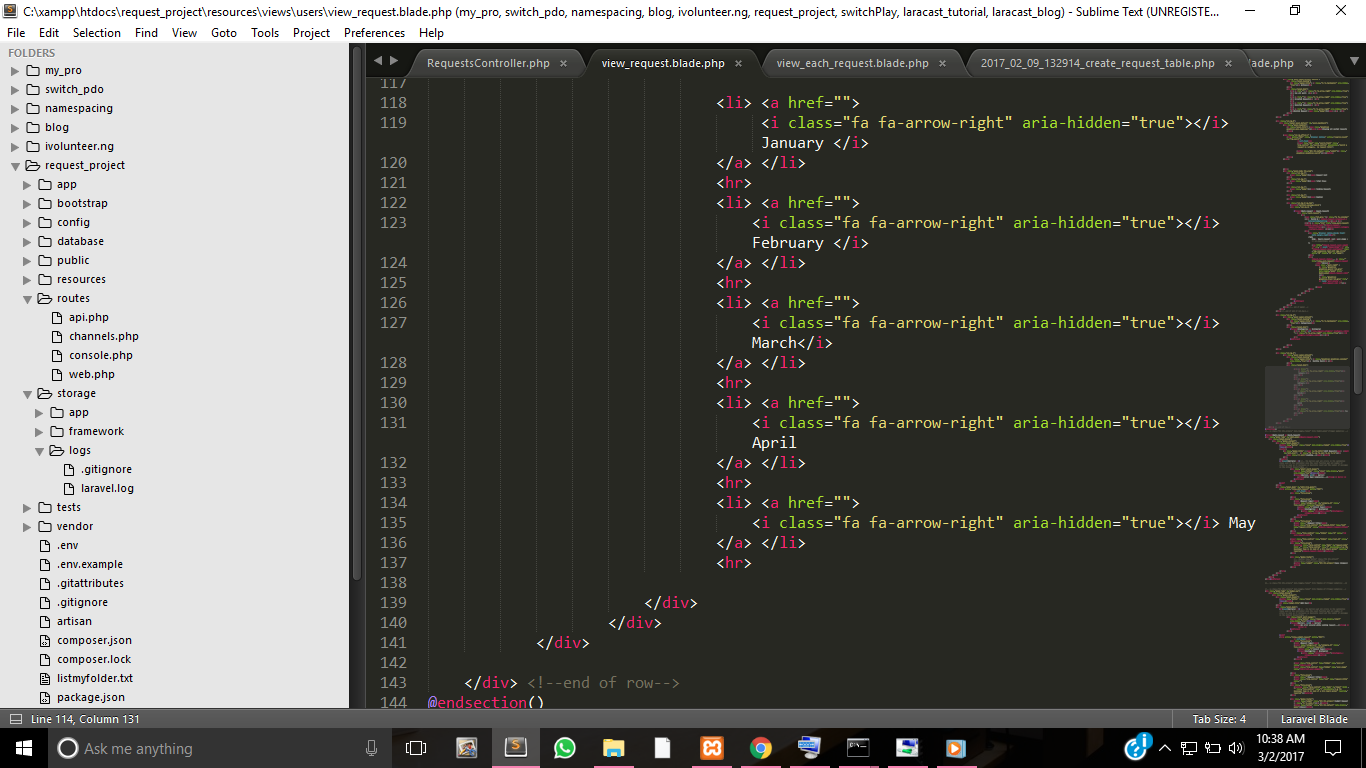 C:\xampp\htdocs\request_project\resources\views\users\view_request.blade.php (my_pro, switch_pdo, namespacing, blog, ivolunteer.ng, request_project, switchPlay, laracast_tutorial, laracast_blog) - Sublime Text (UNREGISTE...
File Edit Selection Find View Goto Tools Project Preferences Help
FOLDERS
my_pro
switch_pdo
namespacing
blog
ivolunteer.ng
request_project
app
bootstrap
config
database
public
resources
routes
api.php
channels.php
console.php
web.php
storage
app
framework
logs
.gitignore
laravel.log
tests
vendor
.env
.env.example
.gitattributes
.gitignore
artisan
composer.json
composer.lock
listmyfolder.txt
package.json
RequestsController.php × view_request.blade.php × view_each_request.blade.php × 2017_02_09_132914_create_request_table.php × lade.php ×
117
118 <li> <a href="">
119 <i class="fa fa-arrow-right" aria-hidden="true"></i>
January </i>
120 </a> </li>
121 <hr>
122 <li> <a href="">
123 <i class="fa fa-arrow-right" aria-hidden="true"></i>
February </i>
124 </a> </li>
125 <hr>
126 <li> <a href="">
127 <i class="fa fa-arrow-right" aria-hidden="true"></i>
March</i>
128 </a> </li>
129 <hr>
130 <li> <a href="">
131 <i class="fa fa-arrow-right" aria-hidden="true"></i>
April
132 </a> </li>
133 <hr>
134 <li> <a href="">
135 <i class="fa fa-arrow-right" aria-hidden="true"></i> May
136 </a> </li>
137 <hr>
138
139 </div>
140 </div>
141 </div>
142
143 </div> <!--end of row-->
144 @endsection()
Line 114, Column 131 Tab Size: 4 Laravel Blade
Ask me anything
10:38 AM
3/2/2017